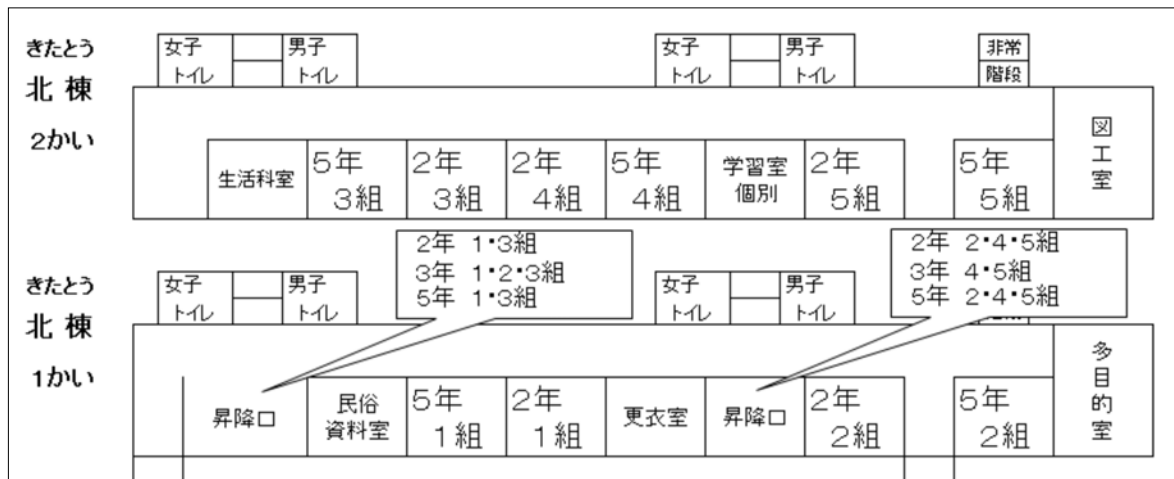 きたとう
北棟
2かい
女子
トイレ
男子
トイレ
女子
トイレ
男子
トイレ
非常
階段
図工室
生活科室
5年
3組
2年
3組
2年
4組
5年
4組
学習室
個別
2年
5組
5年
5組
2年 1・3組
3年 1・2・3組
5年 1・3組
2年 2・4・5組
3年 4・5組
5年 2・4・5組
きたとう
北棟
1かい
女子
トイレ
男子
トイレ
女子
トイレ
男子
トイレ
多目的室
昇降口
民俗
資料室
5年
1組
2年
1組
更衣室
昇降口
2年
2組
5年
2組